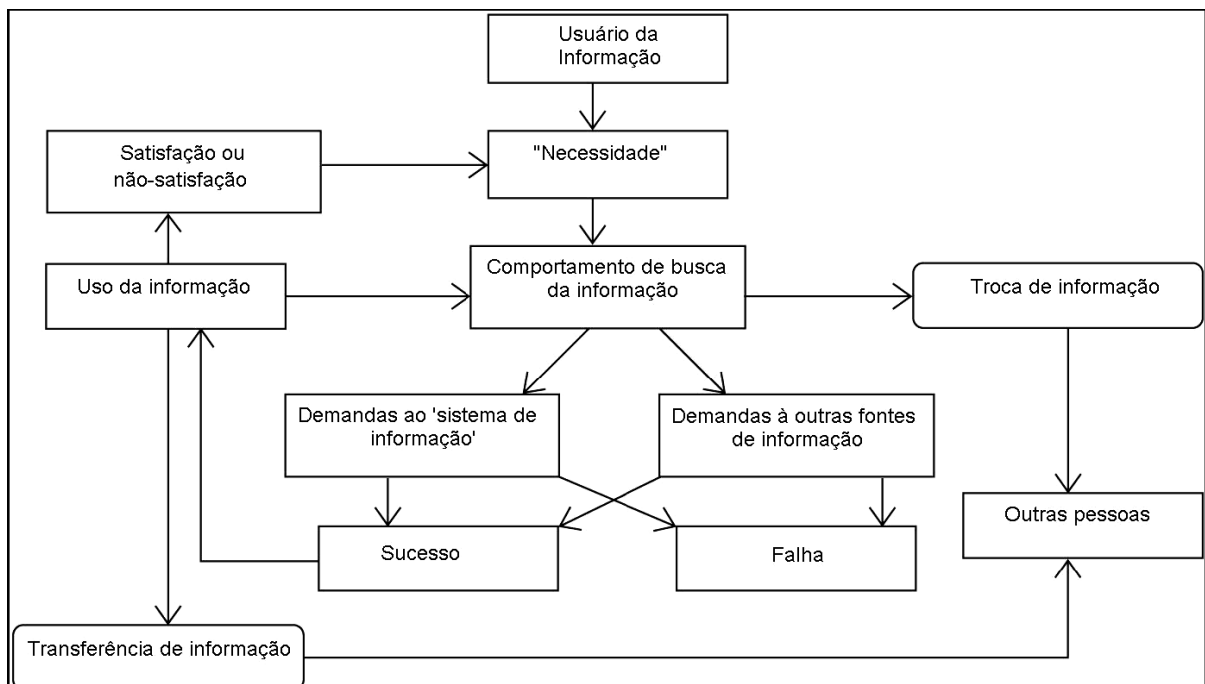 Usuário da
Informação
"Necessidade"
Satisfação ou
não-satisfação
Uso da informação
Comportamento de busca
da informação
Troca de informação
Demandas ao 'sistema de
informação'
Demandas à outras fontes
de informação
Outras pessoas
Sucesso
Falha
Transferência de informação